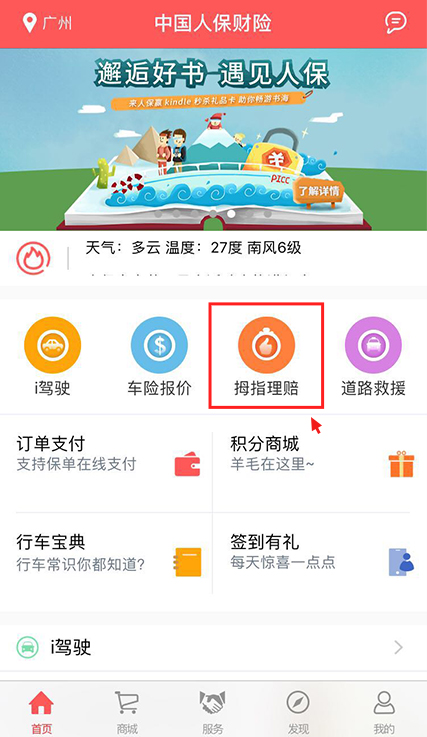 广州
中国人保财险
邂逅好书-遇见人保
来人保赢 kindle 秒杀礼品卡 助你畅游书海
羊
PICC
了解详情
天气：多云 温度：27度 南风6级
i驾驶
车险报价
拇指理赔
道路救援
订单支付
支持保单在线支付
积分商城
羊毛在这里~
行车宝典
行车常识你都知道?
签到有礼
每天惊喜一点点
i驾驶
首页
商城
服务
发现
我的